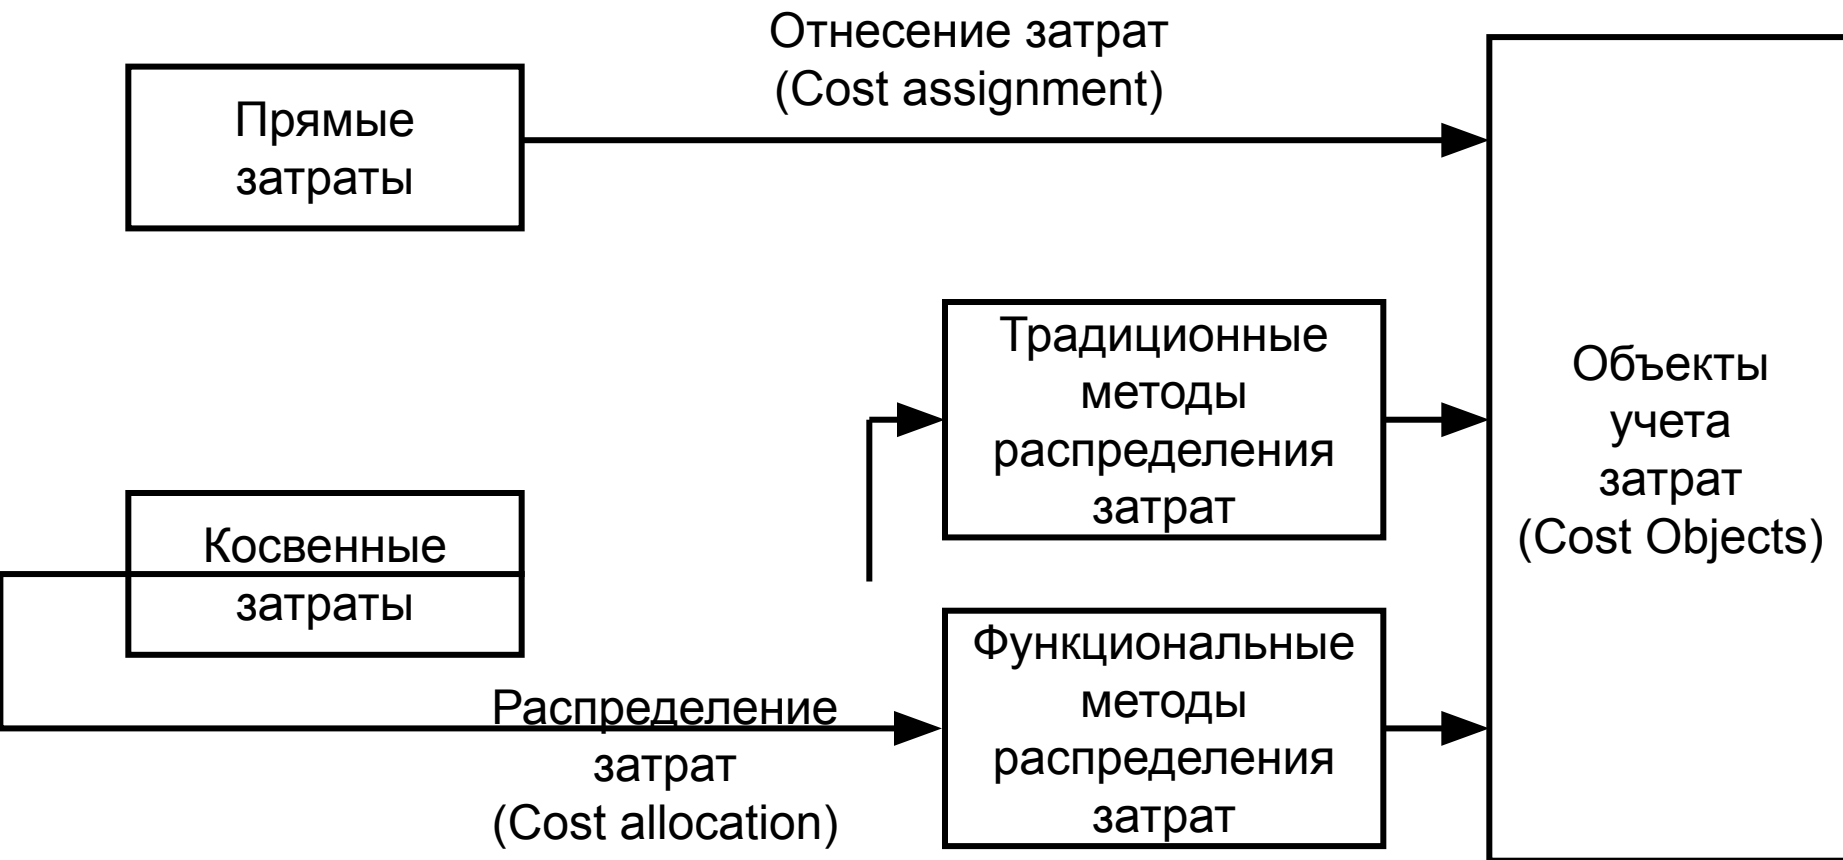 Отнесение затрат
(Cost assignment)
Прямые
затраты
Традиционные
методы
распределения
затрат
Объекты
учета
затрат
(Cost Objects)
Косвенные
затраты
Функциональные
методы
распределения
затрат
Распределение
затрат
(Cost allocation)